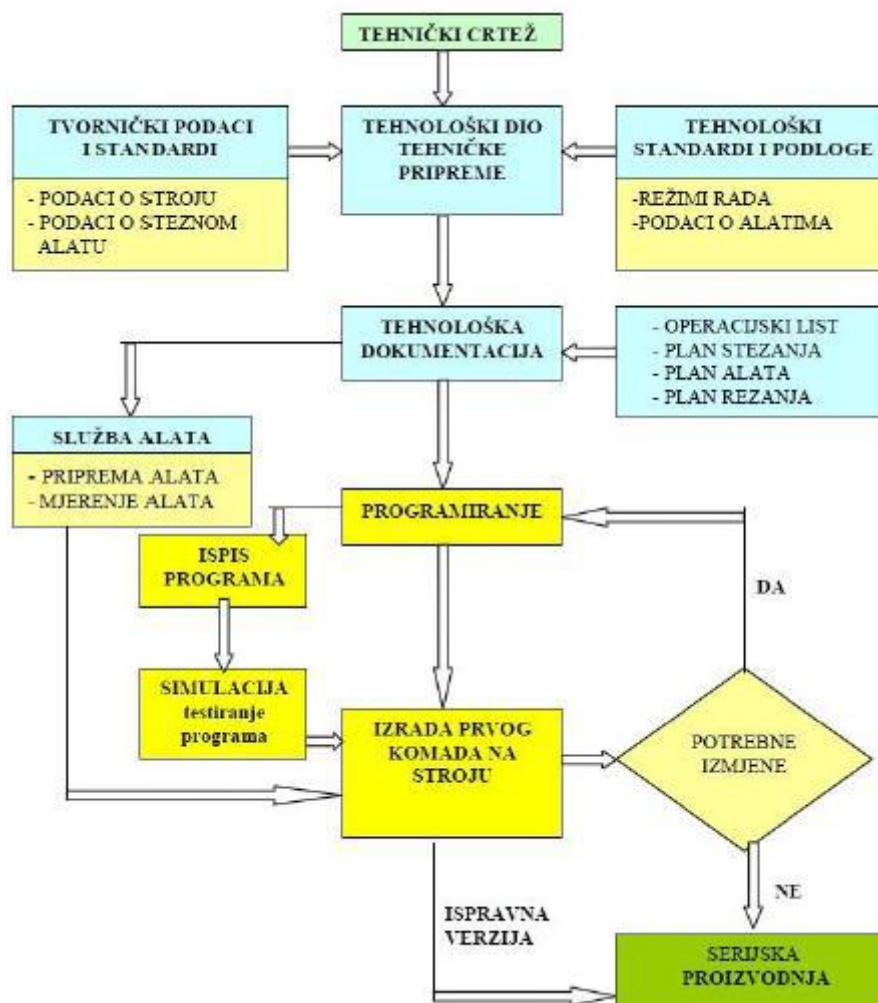 TEHNIČKI CRTEŽ
TVORNIČKI PODACI
I STANDARDI
- PODACI O STROJU
- PODACI O STEZNOM
ALATU
TEHNOLOŠKI DIO
TEHNIČKE
PRIPREME
TEHNOLOŠKI
STANDARDI I PODLOGE
-REŽIMI RADA
-PODACI O ALATIMA
TEHNOLOŠKA
DOKUMENTACIJA
- OPERACIJSKI LIST
- PLAN STEZANJA
- PLAN ALATA
- PLAN REZANJA
SLUŽBA ALATA
- PRIPREMA ALATA
- MJERENJE ALATA
PROGRAMIRANJE
ISPIS
PROGRAMA
DA
SIMULACIJA
testiranje
programa
IZRADA PRVOG
KOMADA NA
STROJU
POTREBNE
IZMJENE
NE
ISPRAVNA
VERZIJA
SERIJSKA
PROIZVODNJA